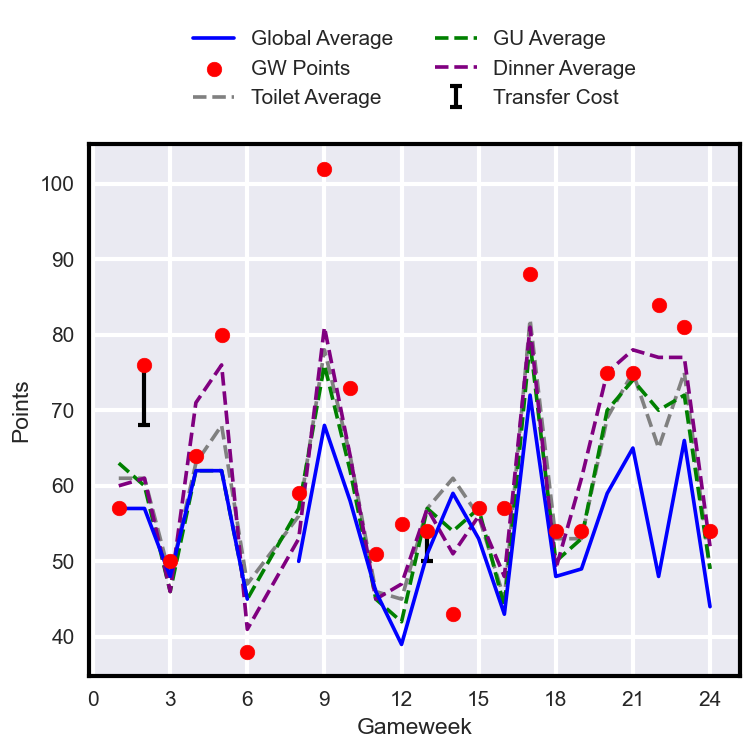 Global Average
GW Points
Toilet Average
GU Average
Dinner Average
Transfer Cost
Points
100
90
80
70
60
50
40
0 3 6 9 12 15 18 21 24
Gameweek